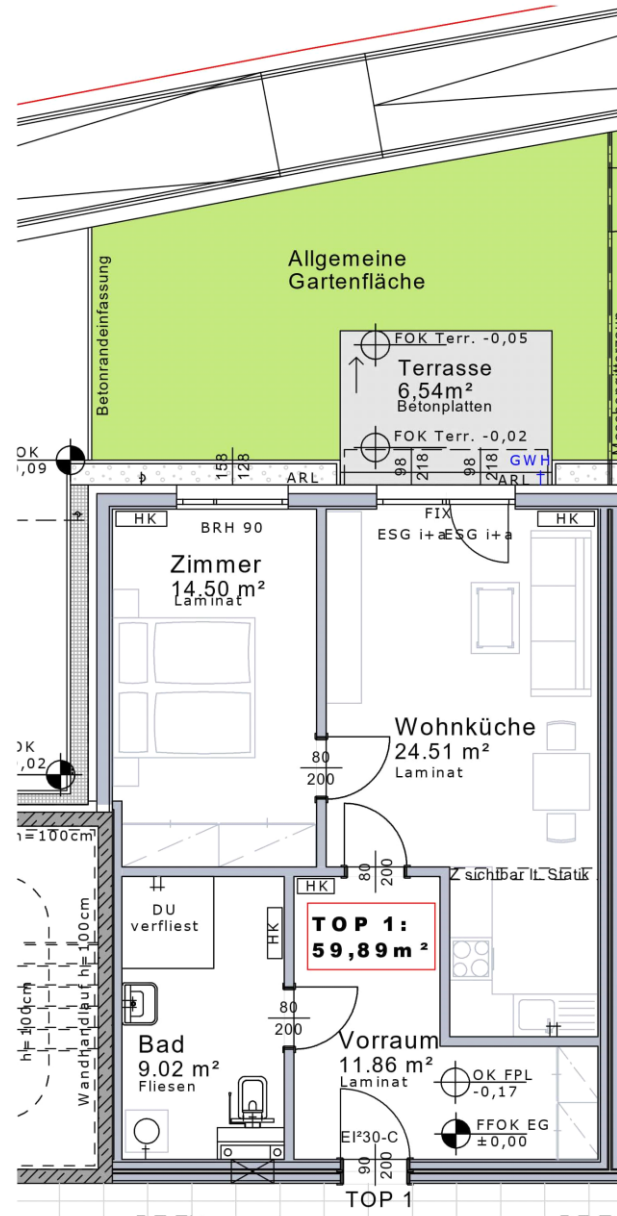 Allgemeine
Gartenfläche
Betonrandeinfassung
FOK Terr. -0,05
Terrasse
6,54m²
Betonplatten
FOK Terr. -0,02
OK
,09
158
128
98
218
98
218
GWH
ARL
ARL
HK
BRH 90
FIX
ESG i+a
ESG i+a
HK
Zimmer
14.50 m²
Laminat
Wohnküche
24.51 m²
Laminat
OK
,02
80
200
80
200
h=100cm
Z sichtbar lt. Statik
HK
DU
verfliest
HK
TOP 1:
59,89m²
Wandhandlauf h=100cm
h=100cm
80
200
Bad
9.02 m²
Fliesen
Vorraum
11.86 m²
Laminat
OK FPL
-0,17
FFOK EG
±0,00
EI²30-C
90
200
TOP 1